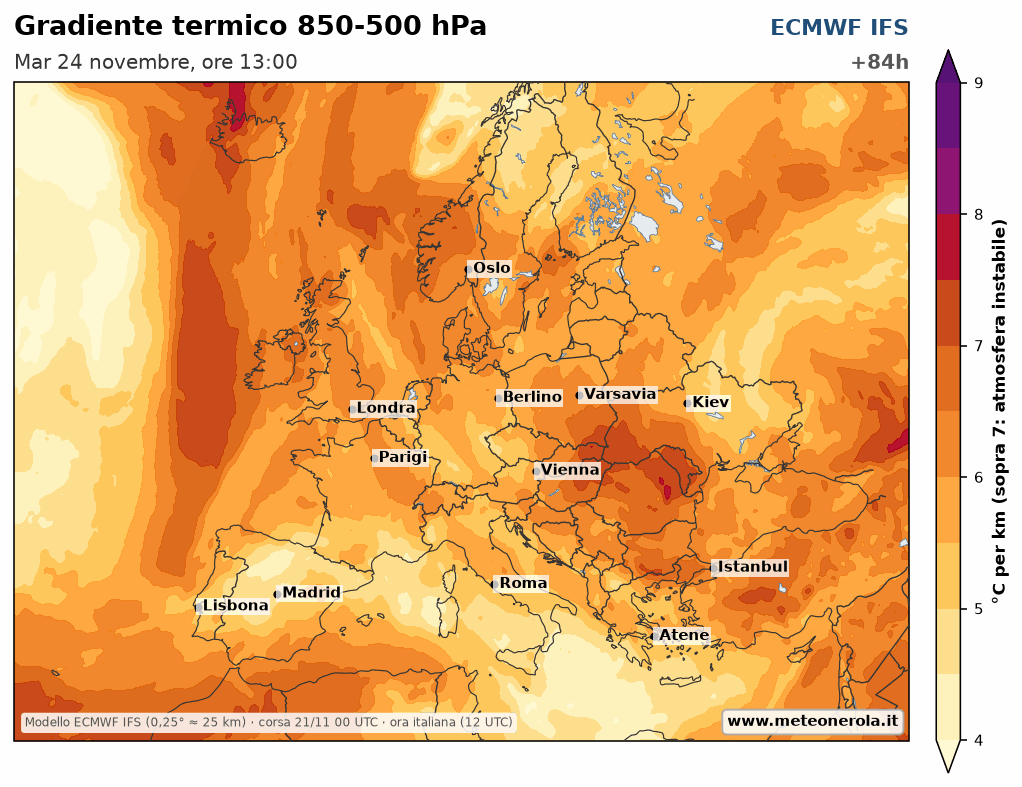 Gradiente termico 850-500 hPa
ECMWF IFS
Mar 24 novembre, ore 13:00
+84h
Oslo
Londra
Berlino
Varsavia
Kiev
Parigi
Vienna
Istanbul
Roma
Madrid
Lisbona
Atene
9
8
7
6
5
4
°C per km (sopra 7: atmosfera instabile)
Modello ECMWF IFS (0,25° ≈ 25 km) · corsa 21/11 00 UTC · ora italiana (12 UTC)
www.meteonerola.it